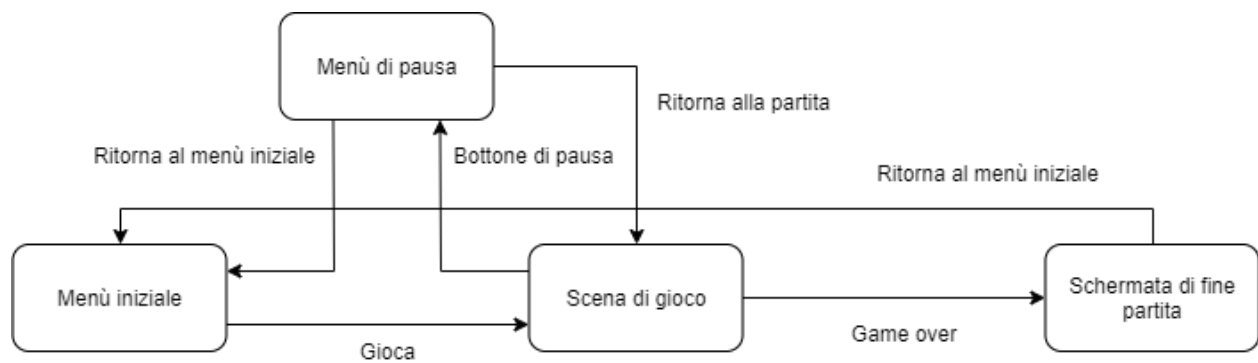 Menù di pausa
Ritorna alla partita
Ritorna al menù iniziale
Bottone di pausa
Ritorna al menù iniziale
Menù iniziale
Scena di gioco
Schermata di fine
partita
Gioca
Game over